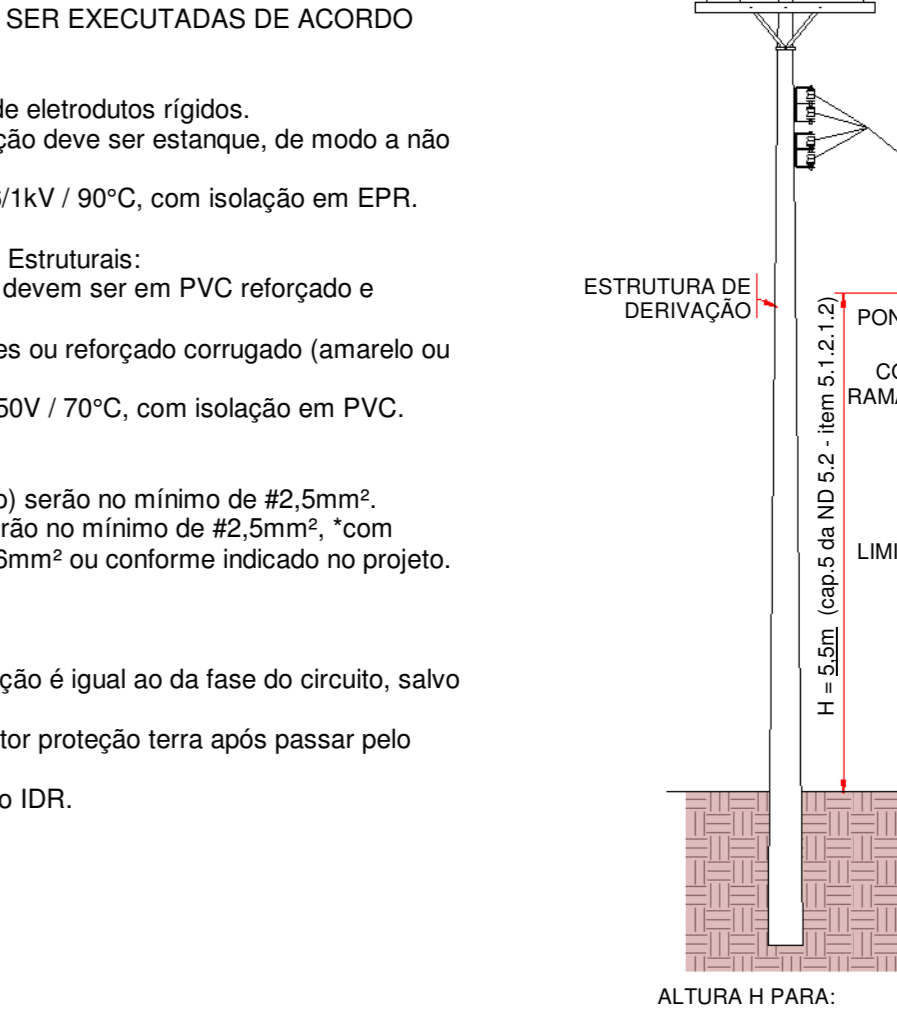 SER EXECUTADAS DE ACORDO
de eletrodutos rígidos.
ção deve ser estanque, de modo a não
/1kV / 90°C, com isolação em EPR.
Estruturais:
devem ser em PVC reforçado e
es ou reforçado corrugado (amarelo ou
50V / 70°C, com isolação em PVC.
o) serão no mínimo de #2,5mm².
rão no mínimo de #2,5mm², *com
6mm² ou conforme indicado no projeto.
ção é igual ao da fase do circuito, salvo
tor proteção terra após passar pelo
o IDR.
ESTRUTURA DE
DERIVAÇÃO
H = 5,5m (cap.5 da ND 5.2 - item 5.1.2.1.2)
PON
CO
RAMA
LIMI
ALTURA H PARA: